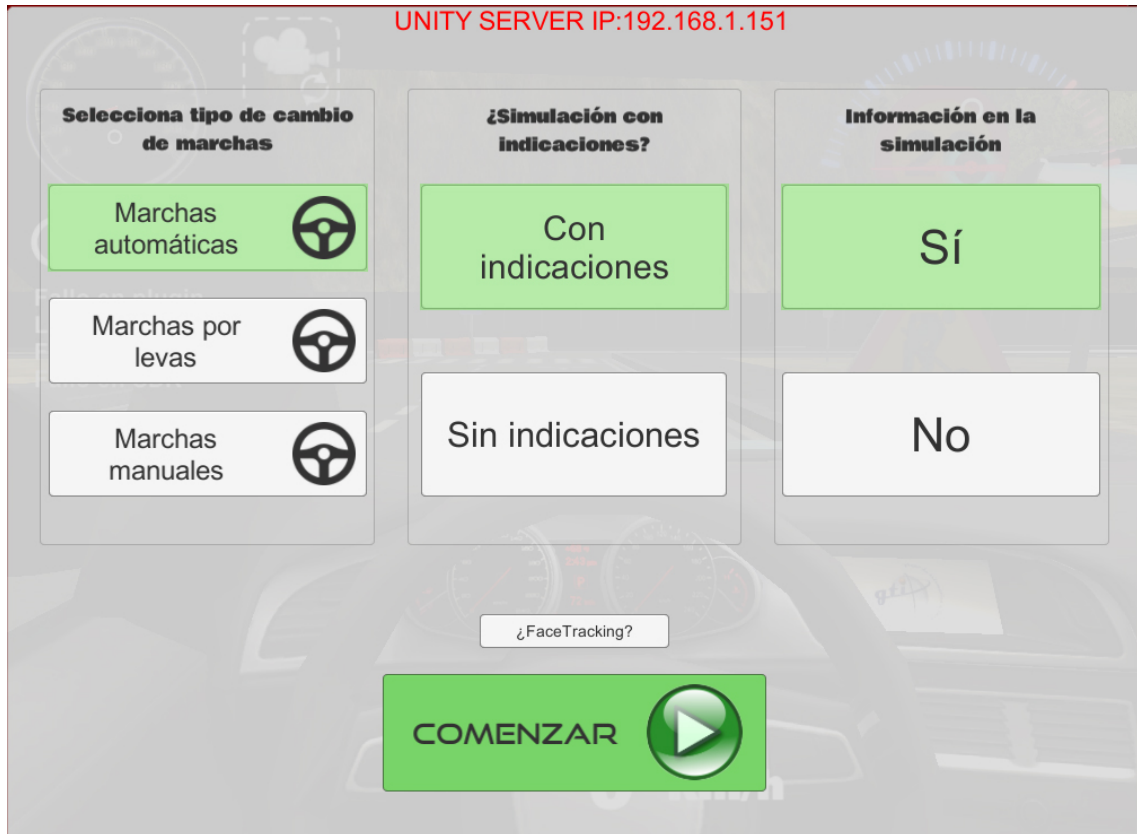 UNITY SERVER IP:192.168.1.151
Selecciona tipo de cambio
de marchas
Marchas
automáticas
Marchas por
levas
Marchas
manuales
¿Simulación con
indicaciones?
Con
indicaciones
Sin indicaciones
Información en la
simulación
Sí
No
¿FaceTracking?
COMENZAR
Km/h